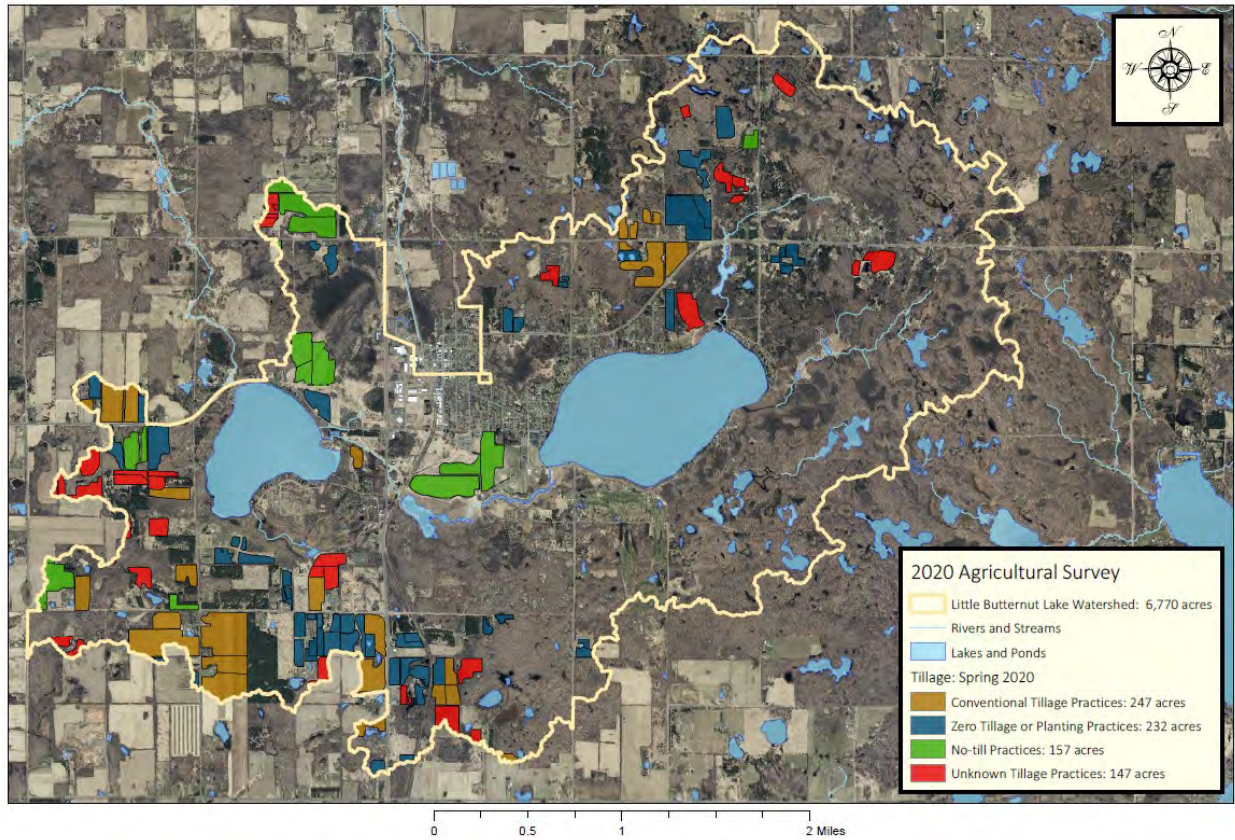 N
W E
S
2020 Agricultural Survey
Little Butternut Lake Watershed: 6,770 acres
Rivers and Streams
Lakes and Ponds
Tillage: Spring 2020
Conventional Tillage Practices: 247 acres
Zero Tillage or Planting Practices: 232 acres
No-till Practices: 157 acres
Unknown Tillage Practices: 147 acres
0 0.5 1 2 Miles